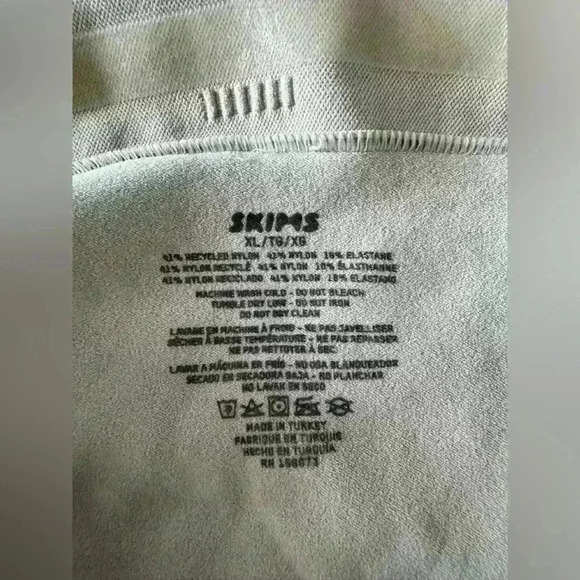 SKIMS
XL/TG/XG
41% RECYCLED NYLON 41% NYLON 18% ELASTANE
41% NYLON RECYCLÉ 41% NYLON 18% ÉLASTHANNE
41% NYLON RECICLADO 41% NYLON 18% ELASTANO
MACHINE WASH COLD - DO NOT BLEACH
TUMBLE DRY LOW - DO NOT IRON
DO NOT DRY CLEAN
LAVAGE EN MACHINE À FROID - NE PAS JAVELLISER
SÉCHER À BASSE TEMPÉRATURE - NE PAS REPASSER
NE PAS NETTOYER À SEC
LAVAR A MÁQUINA EN FRÍO - NO USA BLANQUEADOR
SECADO EN SECADORA BAJA - NO PLANCHAR
NO LAVAR EN SECO
MADE IN TURKEY
FABRIQUÉ EN TURQUIE
HECHO EN TURQUÍA